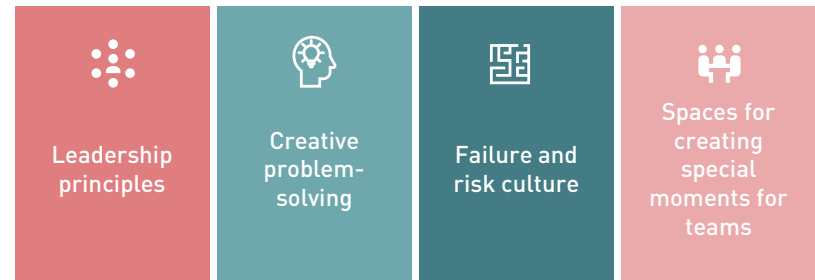 Leadership
principles
Creative
problem-
solving
Failure and
risk culture
Spaces for
creating
special
moments for
teams